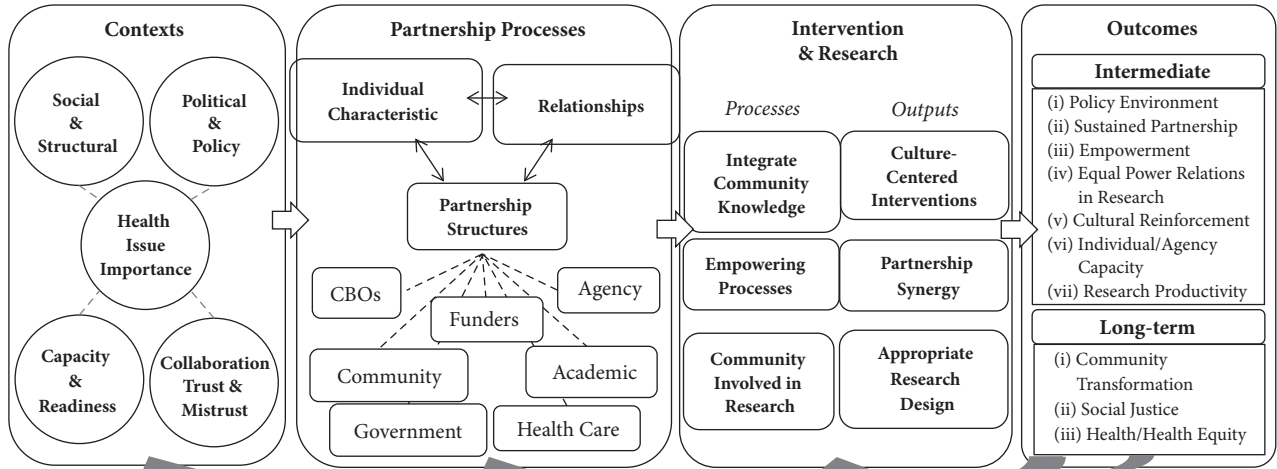 Contexts
Social
&
Structural
Political
&
Policy
Health
Issue
Importance
Capacity
&
Readiness
Collaboration
Trust &
Mistrust
Partnership Processes
Individual
Characteristic
Relationships
Partnership
Structures
CBOs
Agency
Funders
Community
Academic
Government
Health Care
Intervention
& Research
Processes
Outputs
Integrate
Community
Knowledge
Culture-
Centered
Interventions
Empowering
Processes
Partnership
Synergy
Community
Involved in
Research
Appropriate
Research
Design
Outcomes
Intermediate
(i) Policy Environment
(ii) Sustained Partnership
(iii) Empowerment
(iv) Equal Power Relations
in Research
(v) Cultural Reinforcement
(vi) Individual/Agency
Capacity
(vii) Research Productivity
Long-term
(i) Community
Transformation
(ii) Social Justice
(iii) Health/Health Equity